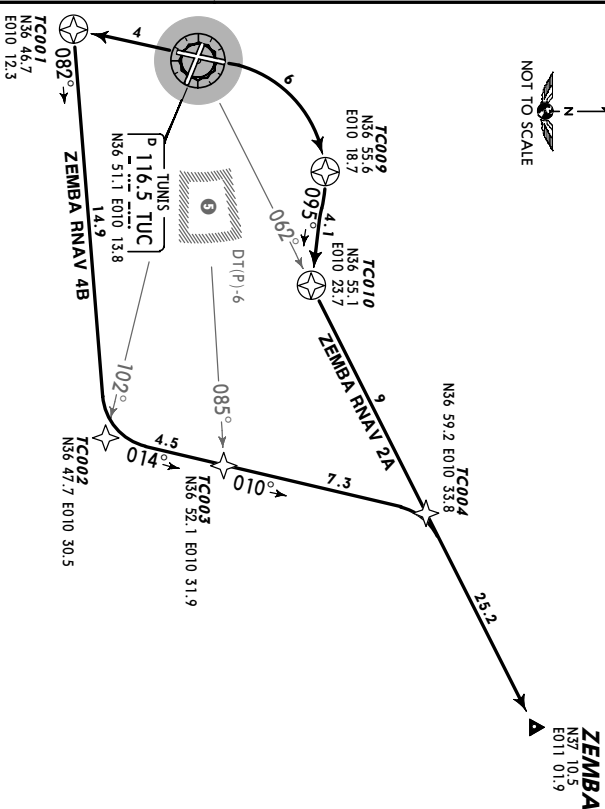 N
NOT TO SCALE
ZEMBA
N37 10.5
E011 01.9
25.2
TC004
N36 59.2 E010 33.8
9
ZEMBA RNAV 2A
TC009
N36 55.6
E010 18.7
6
095°
4.1
TC010
N36 55.1
E010 23.7
062°
4
TUNIS
P 116.5 TUC
N36 51.1 E010 13.8
5
DT(P)-6
085°
102°
7.3
010°
TC003
N36 52.1 E010 31.9
4.5
014°
TC002
N36 47.7 E010 30.5
TC001
N36 46.7
E010 12.3
082°
14.9
ZEMBA RNAV 4B